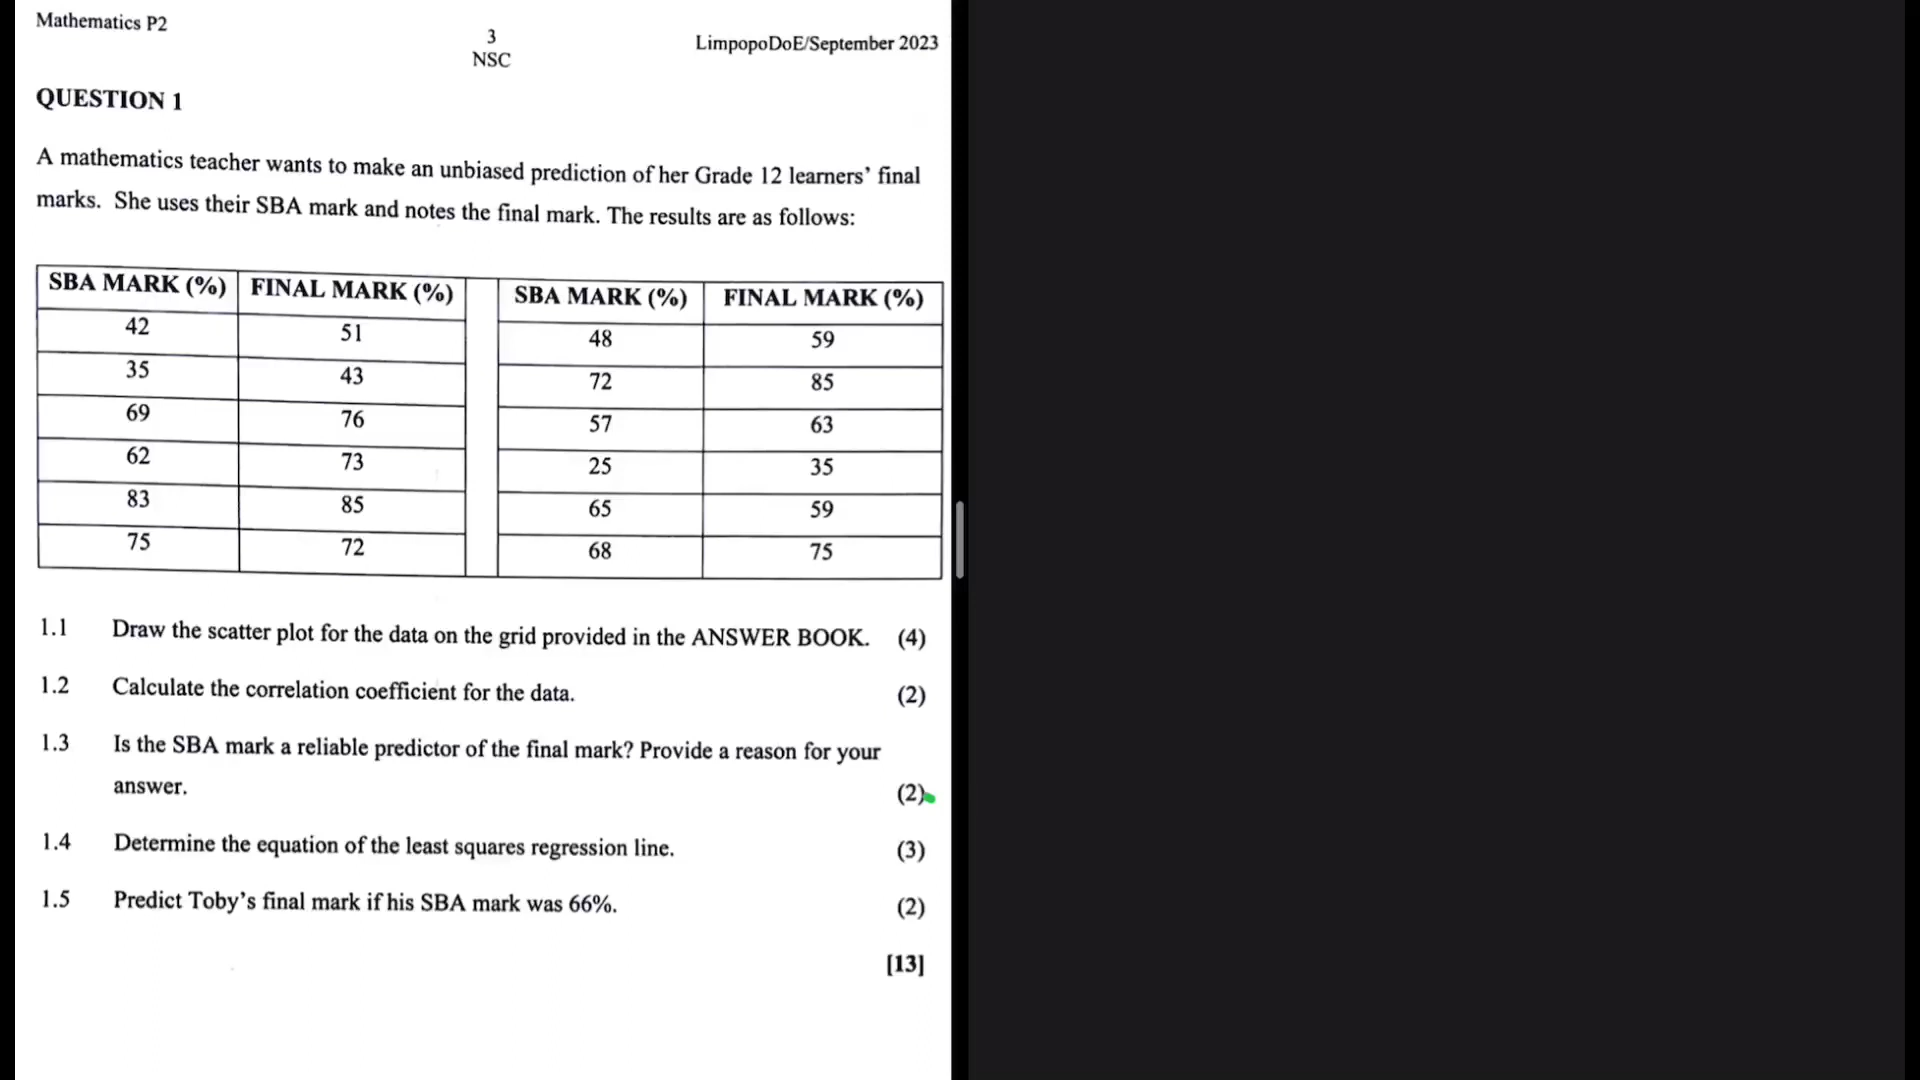 Mathematics P2
3
NSC
LimpopoDoE/September 2023
QUESTION 1
A mathematics teacher wants to make an unbiased prediction of her Grade 12 learners' final
marks. She uses their SBA mark and notes the final mark. The results are as follows:
SBA MARK (%) FINAL MARK (%) SBA MARK (%) FINAL MARK (%)
42 51 48 59
35 43 72 85
69 76 57 63
62 73 25 35
83 85 65 59
75 72 68 75
1.1 Draw the scatter plot for the data on the grid provided in the ANSWER BOOK. (4)
1.2 Calculate the correlation coefficient for the data. (2)
1.3 Is the SBA mark a reliable predictor of the final mark? Provide a reason for your
answer. (2)
1.4 Determine the equation of the least squares regression line. (3)
1.5 Predict Toby's final mark if his SBA mark was 66%. (2)
[13]